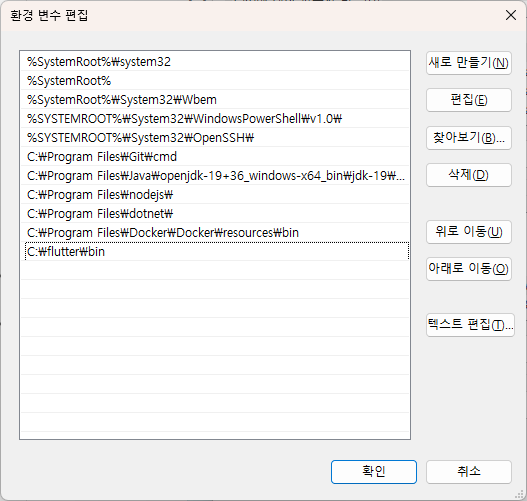 환경 변수 편집
%SystemRoot%₩system32
%SystemRoot%
%SystemRoot%₩System32₩Wbem
%SYSTEMROOT%₩System32₩WindowsPowerShell₩v1.0₩
%SYSTEMROOT%₩System32₩OpenSSH₩
C:₩Program Files₩Git₩cmd
C:₩Program Files₩Java₩openjdk-19+36_windows-x64_bin₩jdk-19₩...
C:₩Program Files₩nodejs₩
C:₩Program Files₩dotnet₩
C:₩Program Files₩Docker₩Docker₩resources₩bin
C:₩flutter₩bin
새로 만들기(N)
편집(E)
찾아보기(B)...
삭제(D)
위로 이동(U)
아래로 이동(O)
텍스트 편집(T)...
확인
취소